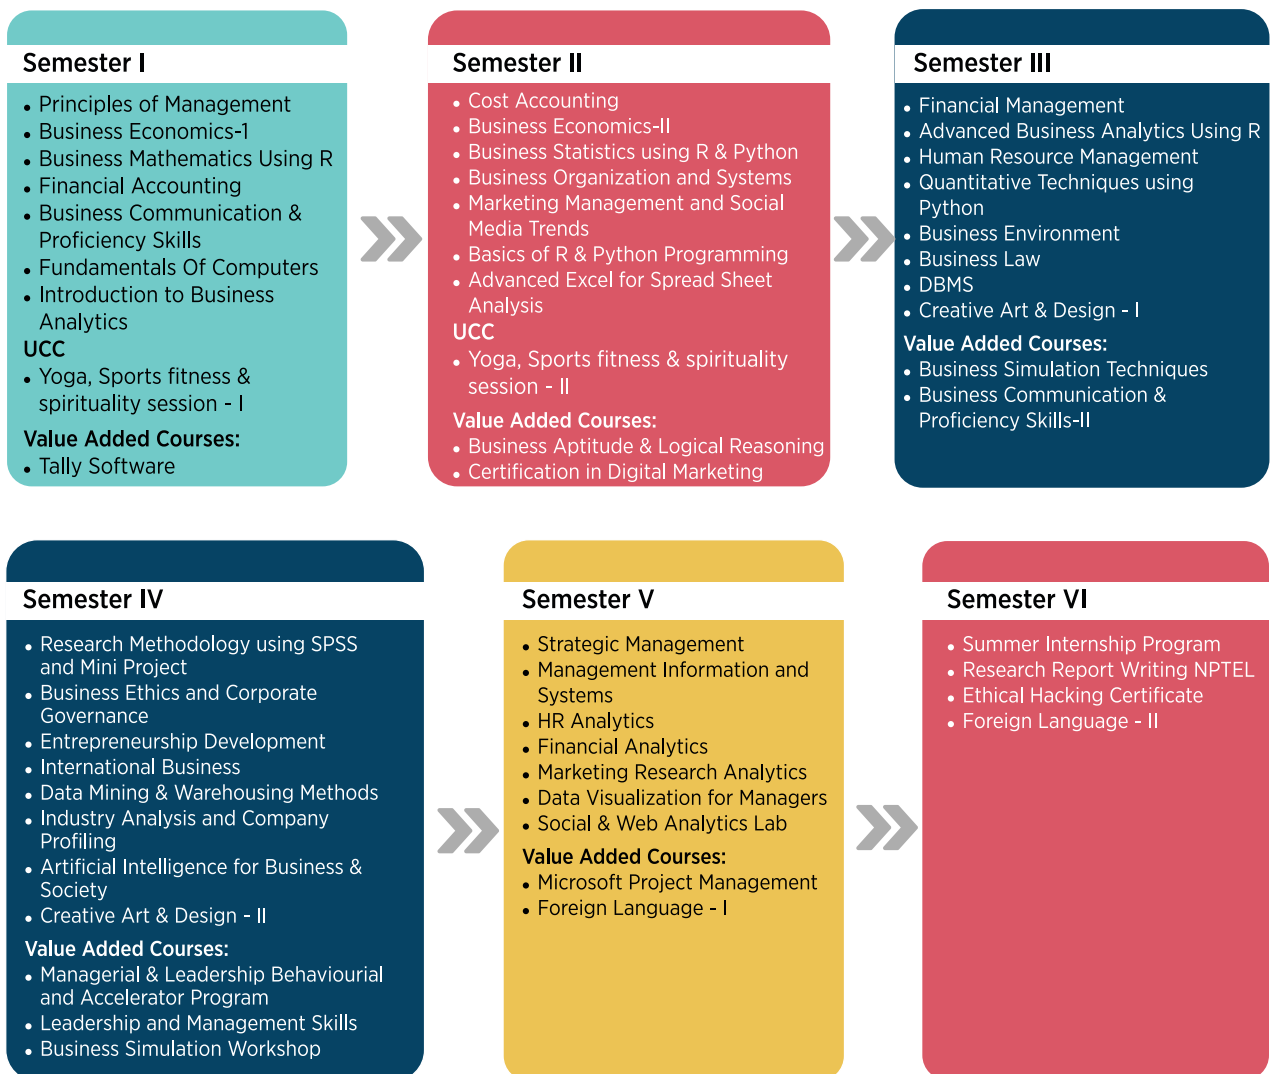 Semester I
• Principles of Management
• Business Economics-1
• Business Mathematics Using R
• Financial Accounting
• Business Communication &
Proficiency Skills
• Fundamentals Of Computers
• Introduction to Business
Analytics
UCC
• Yoga, Sports fitness &
spirituality session - I
Value Added Courses:
• Tally Software
Semester II
• Cost Accounting
• Business Economics-II
• Business Statistics using R & Python
• Business Organization and Systems
• Marketing Management and Social
Media Trends
• Basics of R & Python Programming
• Advanced Excel for Spread Sheet
Analysis
UCC
• Yoga, Sports fitness & spirituality
session - II
Value Added Courses:
• Business Aptitude & Logical Reasoning
• Certification in Digital Marketing
Semester III
• Financial Management
• Advanced Business Analytics Using R
• Human Resource Management
• Quantitative Techniques using
Python
• Business Environment
• Business Law
• DBMS
• Creative Art & Design - I
Value Added Courses:
• Business Simulation Techniques
• Business Communication &
Proficiency Skills-II
Semester IV
• Research Methodology using SPSS
and Mini Project
• Business Ethics and Corporate
Governance
• Entrepreneurship Development
• International Business
• Data Mining & Warehousing Methods
• Industry Analysis and Company
Profiling
• Artificial Intelligence for Business &
Society
• Creative Art & Design - II
Value Added Courses:
• Managerial & Leadership Behaviourial
and Accelerator Program
• Leadership and Management Skills
• Business Simulation Workshop
Semester V
• Strategic Management
• Management Information and
Systems
• HR Analytics
• Financial Analytics
• Marketing Research Analytics
• Data Visualization for Managers
• Social & Web Analytics Lab
Value Added Courses:
• Microsoft Project Management
• Foreign Language - I
Semester VI
• Summer Internship Program
• Research Report Writing NPTEL
• Ethical Hacking Certificate
• Foreign Language - II